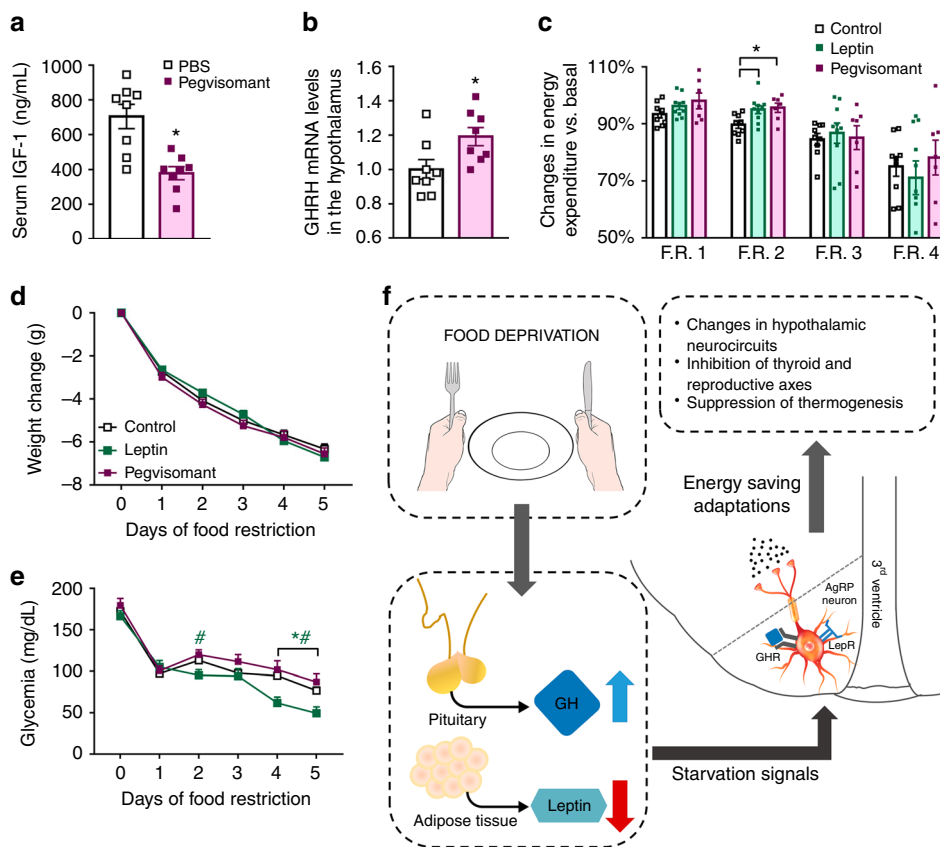 a
Serum IGF-1 (ng/mL)
1000
800
600
400
200
0
PBS
Pegvisomant
*
b
GHRH mRNA levels
in the hypothalamus
1.6
1.4
1.2
1.0
0.8
0.6
*
c
Control
Leptin
Pegvisomant
Changes in energy
expenditure vs. basal
110%
90%
70%
50%
*
F.R. 1
F.R. 2
F.R. 3
F.R. 4
d
Weight change (g)
0
–2
–4
–6
–8
Control
Leptin
Pegvisomant
0 1 2 3 4 5
Days of food restriction
e
Glycemia (mg/dL)
200
150
100
50
0
#
*#
0 1 2 3 4 5
Days of food restriction
f
FOOD DEPRIVATION
• Changes in hypothalamic
neurocircuits
• Inhibition of thyroid and
reproductive axes
• Suppression of thermogenesis
Energy saving
adaptations
3rd ventricle
AgRP
neuron
GHR
LepR
Pituitary
GH
Adipose tissue
Leptin
Starvation signals